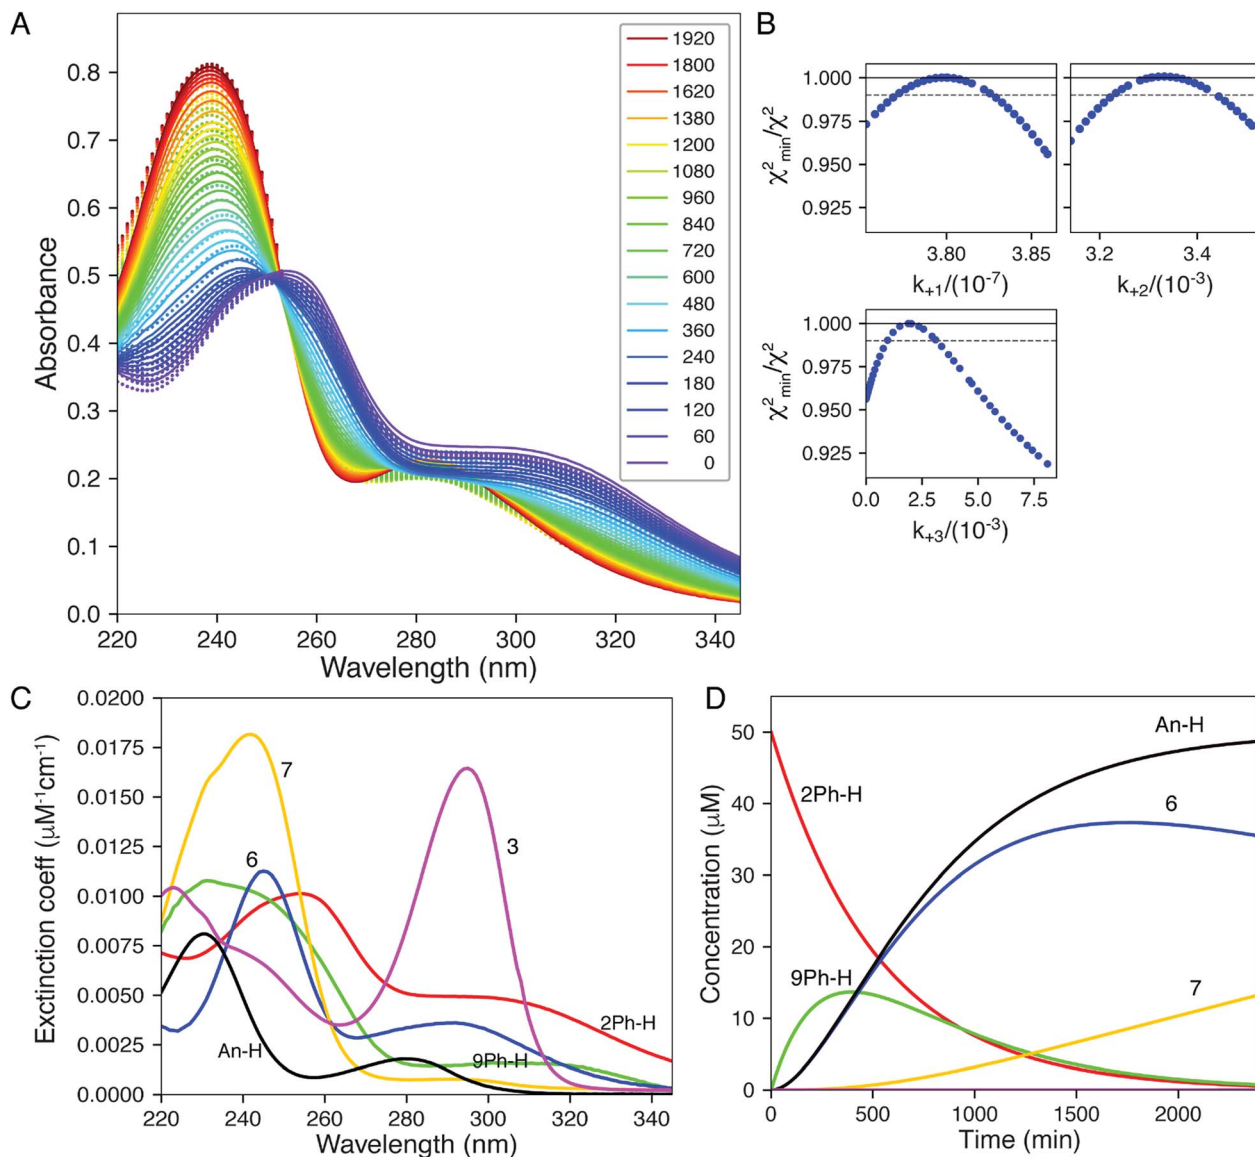 A
Absorbance
0.8
0.7
0.6
0.5
0.4
0.3
0.2
0.1
0.0
220 240 260 280 300 320 340
Wavelength (nm)
1920
1800
1620
1380
1200
1080
960
840
720
600
480
360
240
180
120
60
0
B
χ²min/χ²
1.000
0.975
0.950
0.925
3.80 3.85
k+1/(10-7)
3.2 3.4
k+2/(10-3)
χ²min/χ²
1.000
0.975
0.950
0.925
0.0 2.5 5.0 7.5
k+3/(10-3)
C
Exctinction coeff (μM-1cm-1)
0.0200
0.0175
0.0150
0.0125
0.0100
0.0075
0.0050
0.0025
0.0000
7
6
3
2Ph-H
An-H
9Ph-H
220 240 260 280 300 320 340
Wavelength (nm)
D
Concentration (μM)
50
40
30
20
10
0
An-H
2Ph-H
6
9Ph-H
7
0 500 1000 1500 2000
Time (min)